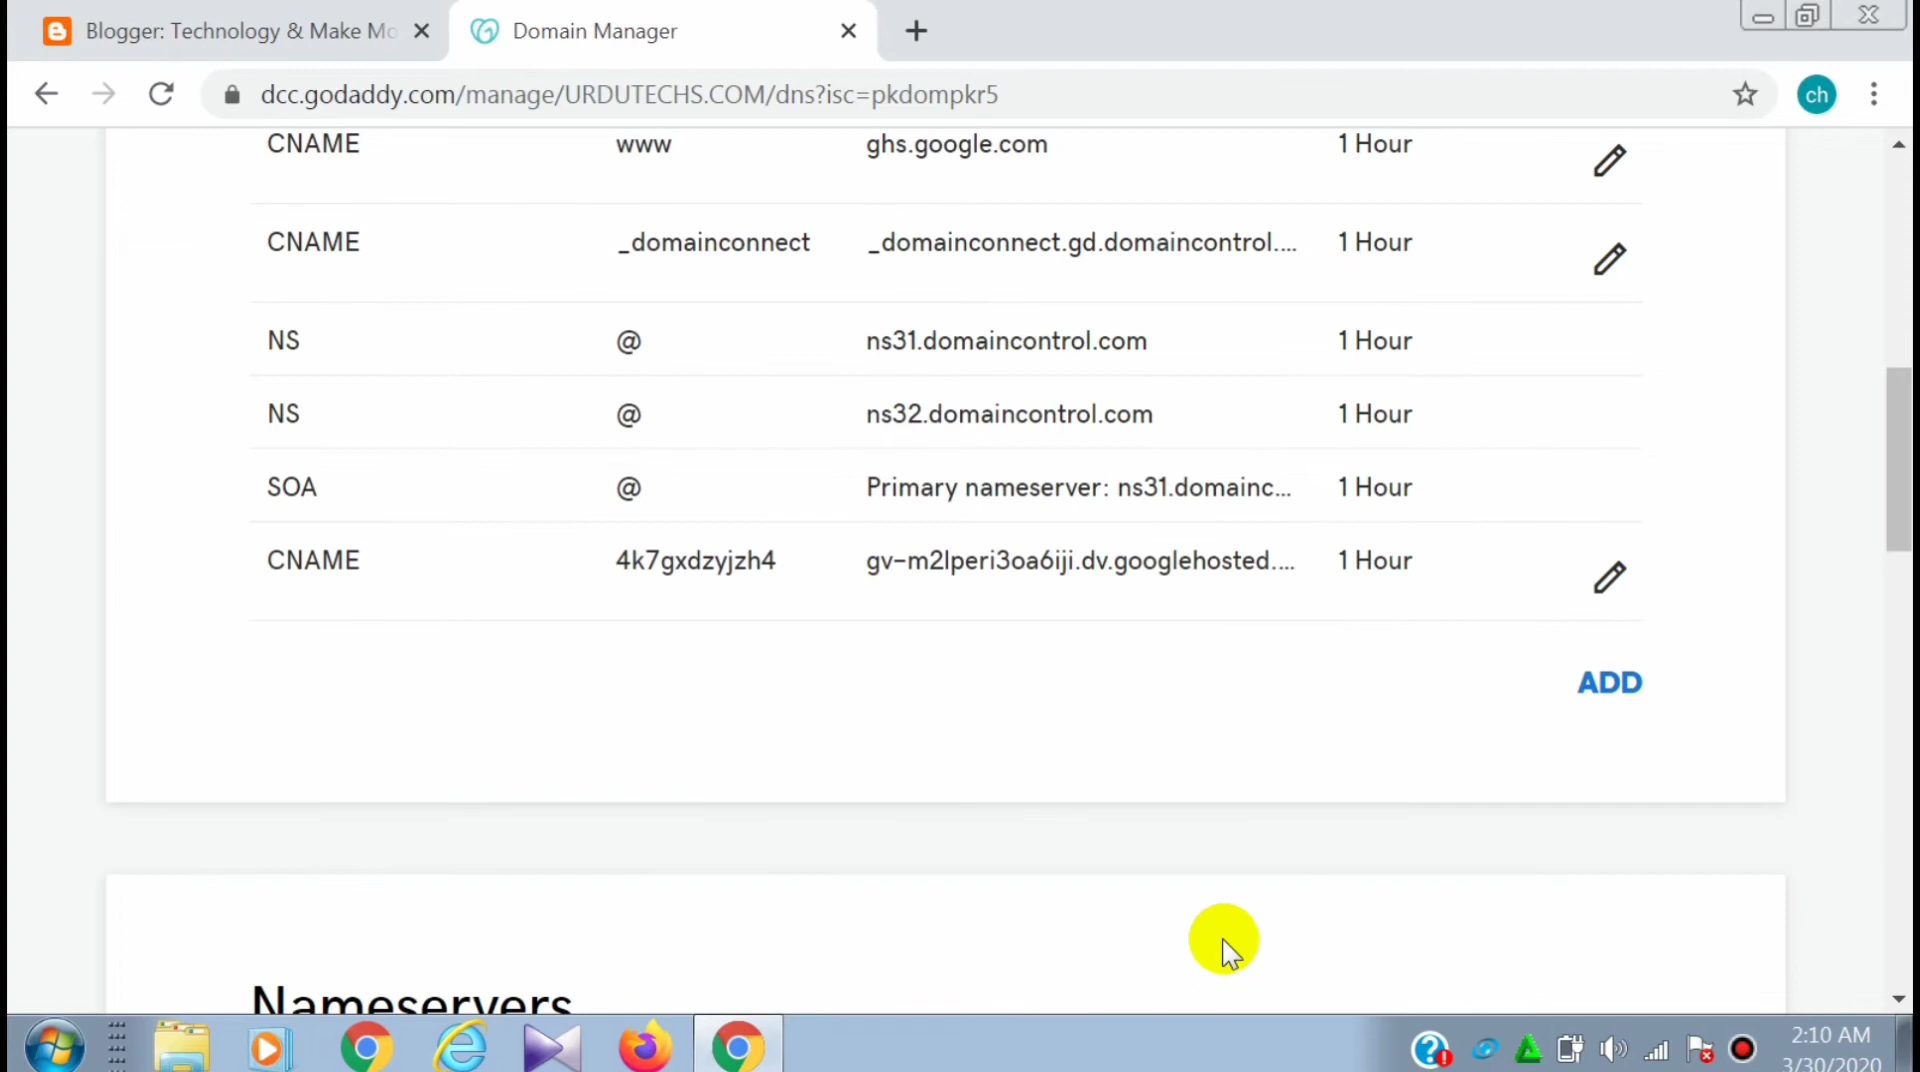 Blogger: Technology & Make Mo
Domain Manager
dcc.godaddy.com/manage/URDUTECHS.COM/dns?isc=pkdompkr5
ch
CNAME www ghs.google.com 1 Hour
CNAME _domainconnect _domainconnect.gd.domaincontrol.... 1 Hour
NS @ ns31.domaincontrol.com 1 Hour
NS @ ns32.domaincontrol.com 1 Hour
SOA @ Primary nameserver: ns31.domainc... 1 Hour
CNAME 4k7gxdzyjzh4 gv-m2lperi3oa6iji.dv.googlehosted.... 1 Hour
ADD
Nameservers
2:10 AM
3/30/2020